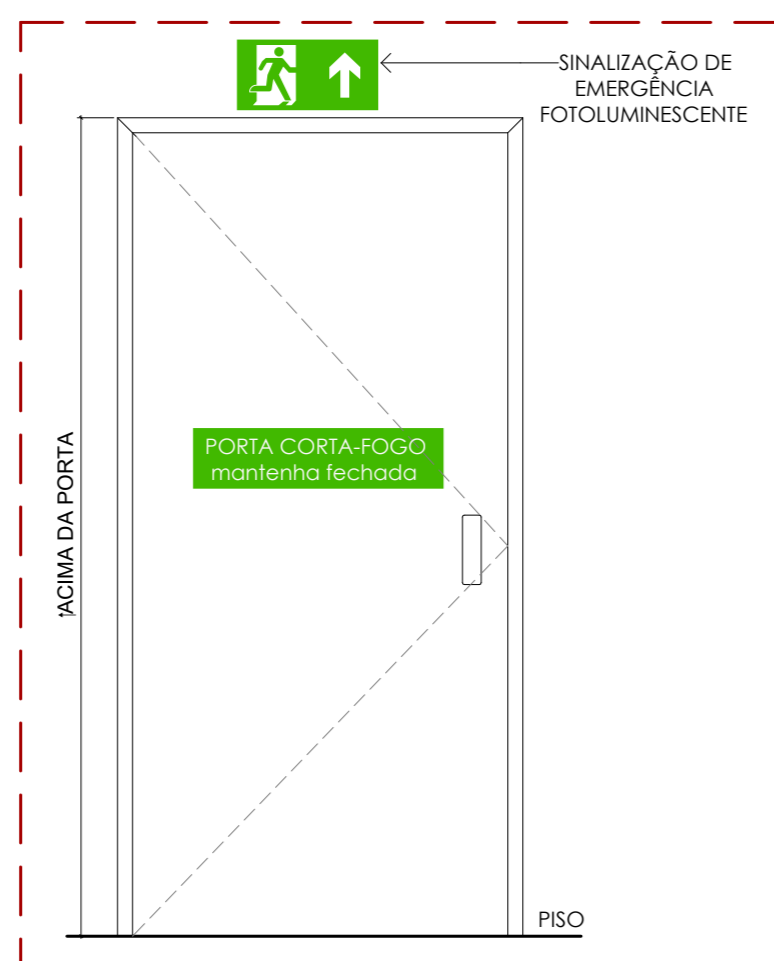 SINALIZAÇÃO DE
EMERGÊNCIA
FOTOLUMINESCENTE
PORTA CORTA-FOGO
mantenha fechada
ACIMA DA PORTA
PISO